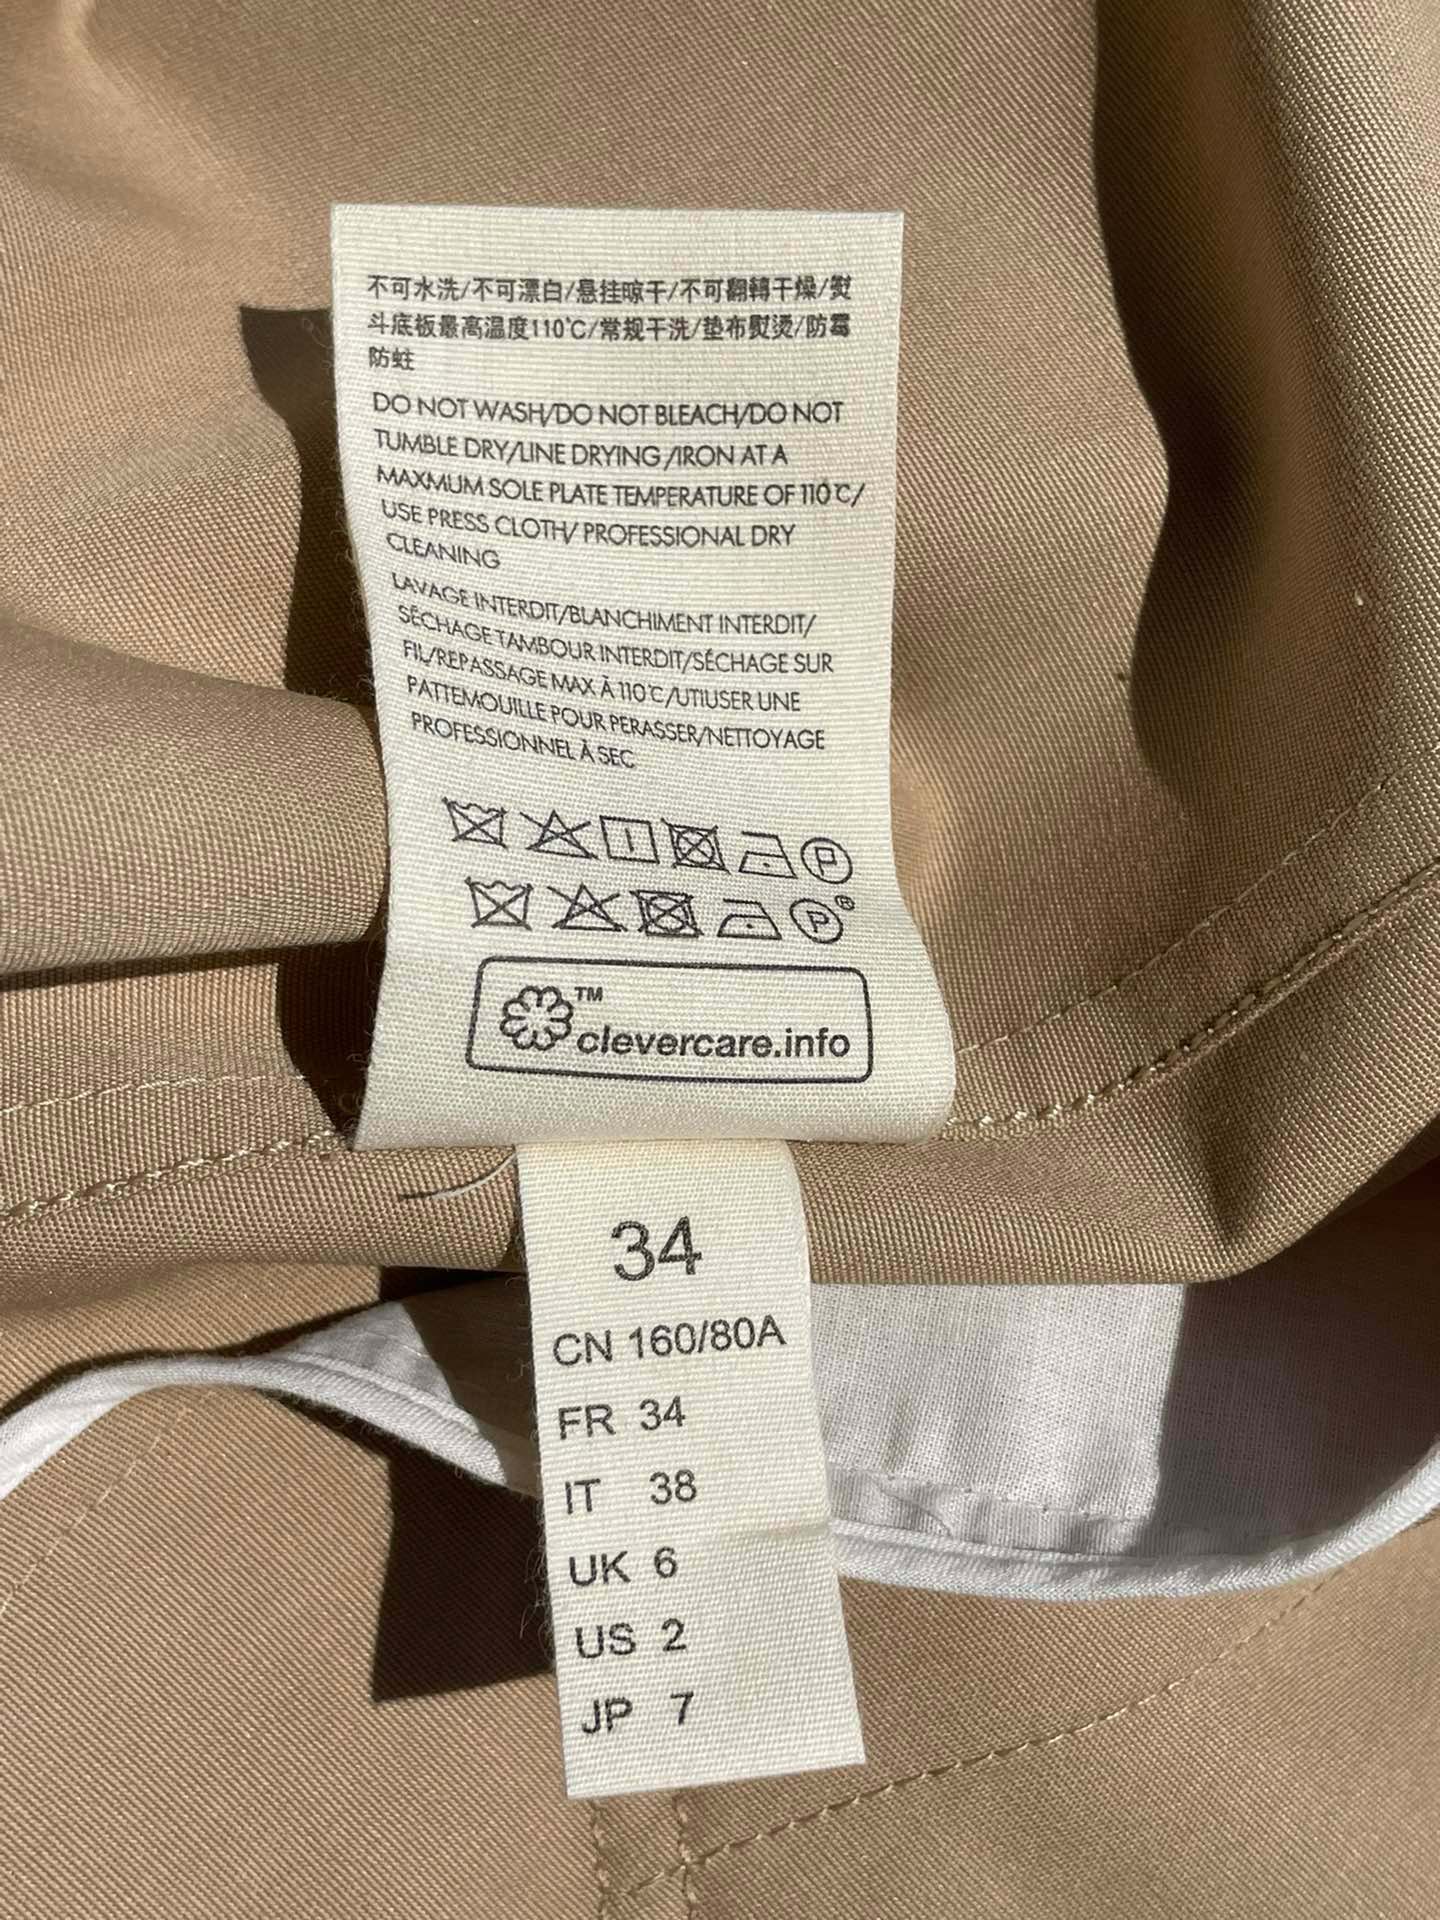 不可水洗/不可漂白/悬挂晾干/不可翻轉干燥/熨
斗底板最高温度110℃/常规干洗/垫布熨烫/防霉
防蛀
DO NOT WASH/DO NOT BLEACH/DO NOT
TUMBLE DRY/LINE DRYING /IRON AT A
MAXMUM SOLE PLATE TEMPERATURE OF 110℃/
USE PRESS CLOTH/ PROFESSIONAL DRY
CLEANING
LAVAGE INTERDIT/BLANCHIMENT INTERDIT/
SÉCHAGE TAMBOUR INTERDIT/SÉCHAGE SUR
FIL/REPASSAGE MAX À 110℃/UTIUSER UNE
PATTEMOUILLE POUR PERASSER/NETTOYAGE
PROFESSIONNEL À SEC
P
P®
™
clevercare.info
34
CN 160/80A
FR 34
IT 38
UK 6
US 2
JP 7